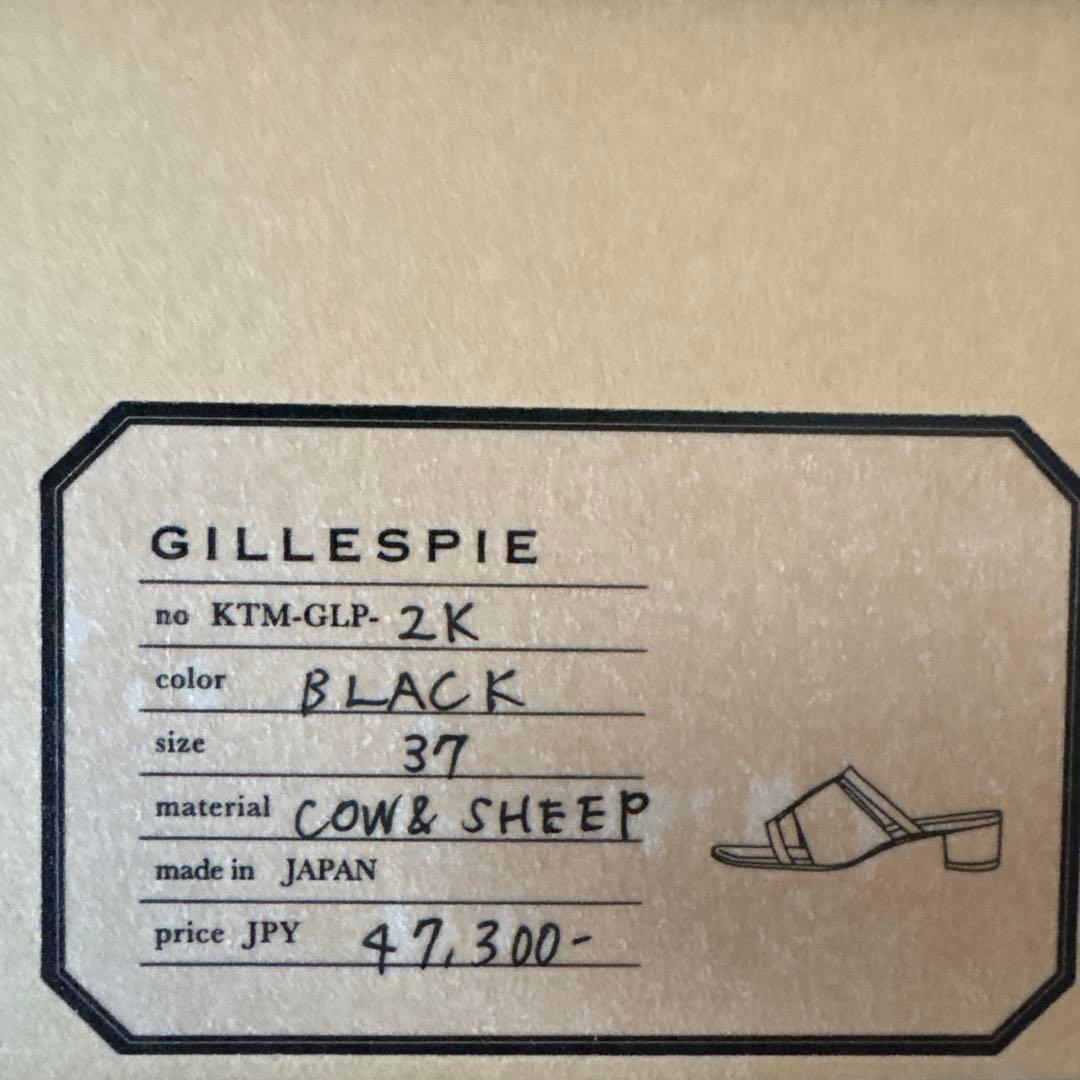 GILLESPIE
no KTM-GLP- 2K
color BLACK
size 37
material COW & SHEEP
made in JAPAN
price JPY 47,300-